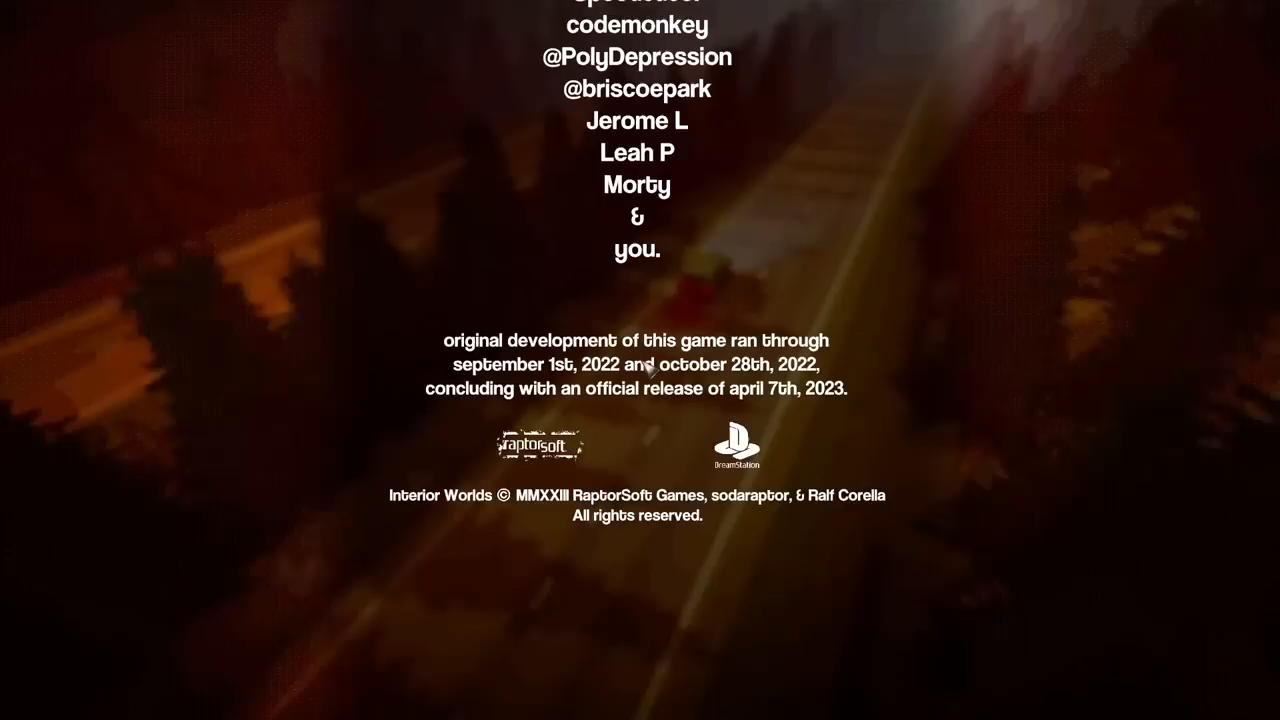 codemonkey
@PolyDepression
@briscoepark
Jerome L
Leah P
Morty
&
you.
original development of this game ran through
september 1st, 2022 and october 28th, 2022,
concluding with an official release of april 7th, 2023.
raptorsoft
DreamStation
Interior Worlds © MMXXIII RaptorSoft Games, sodaraptor, & Ralf Corella
All rights reserved.